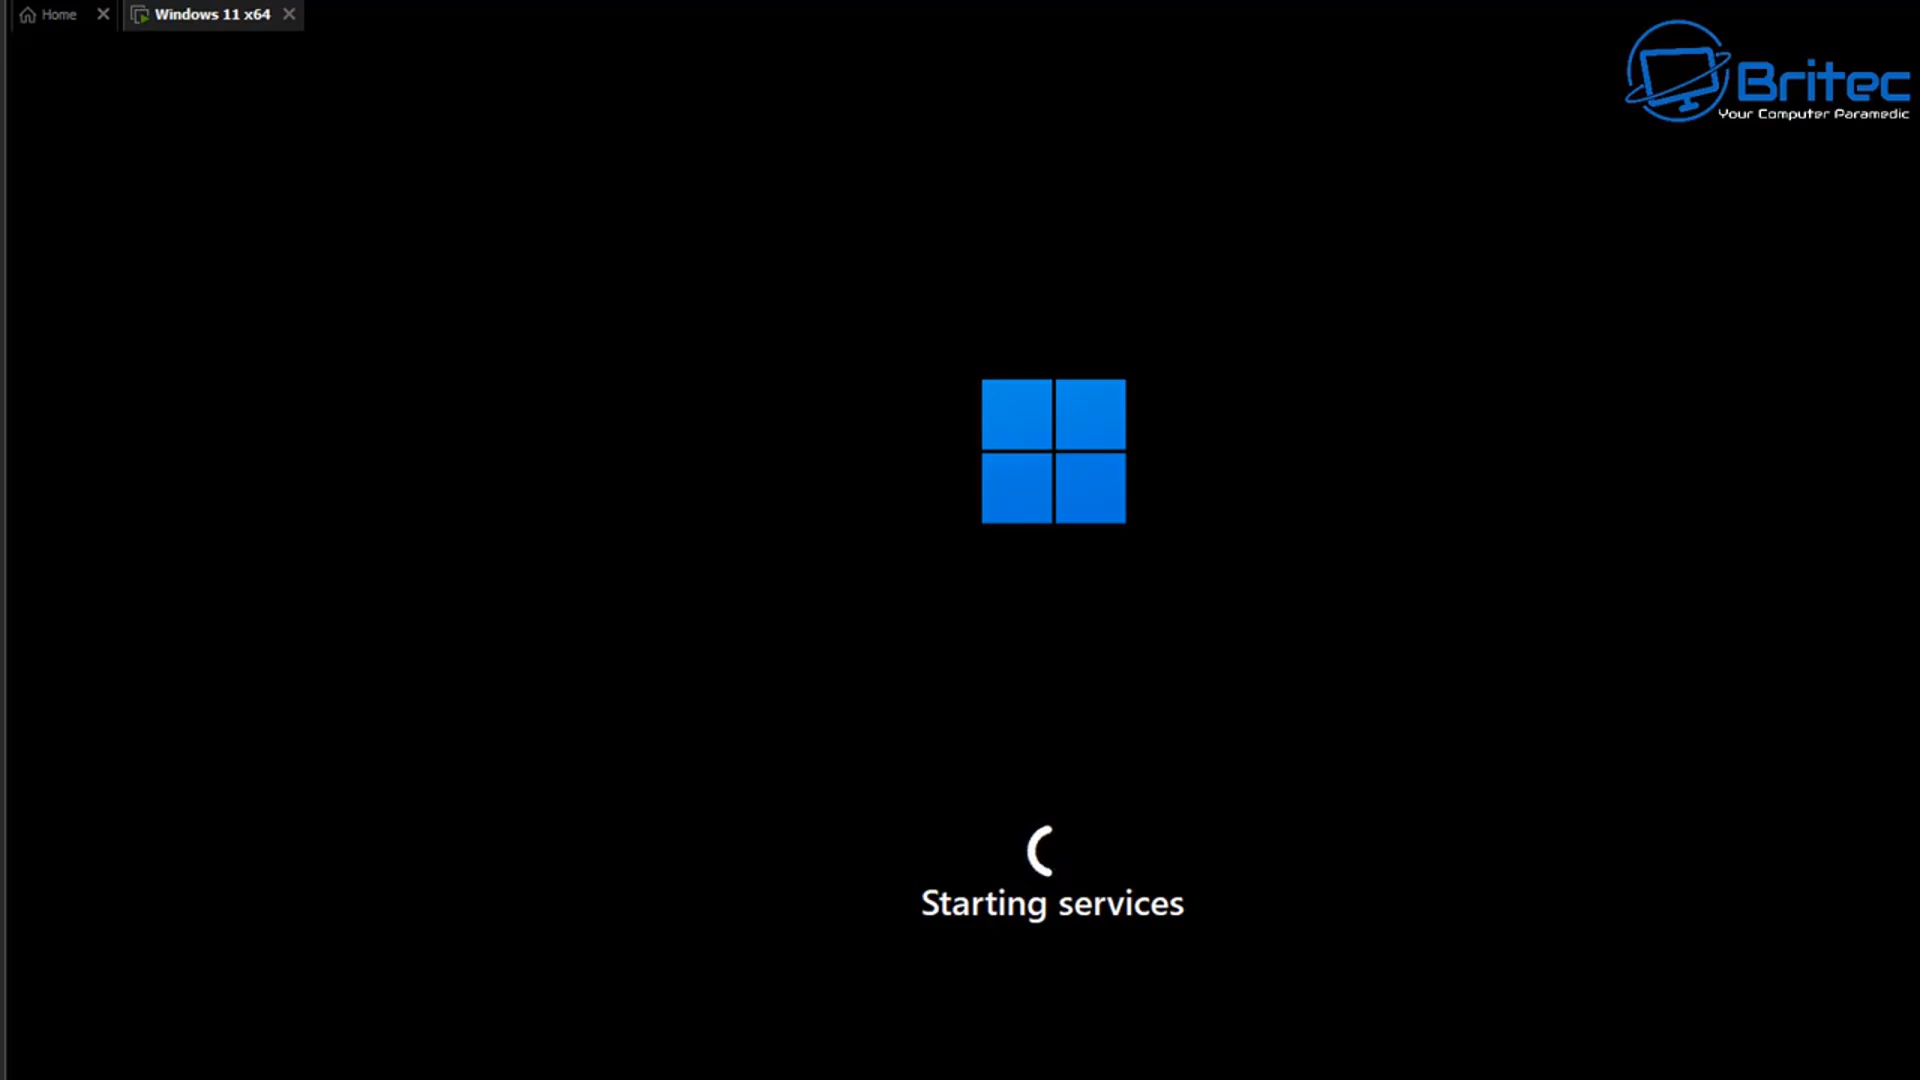 Home
Windows 11 x64
Britec
Your Computer Paramedic
Starting services